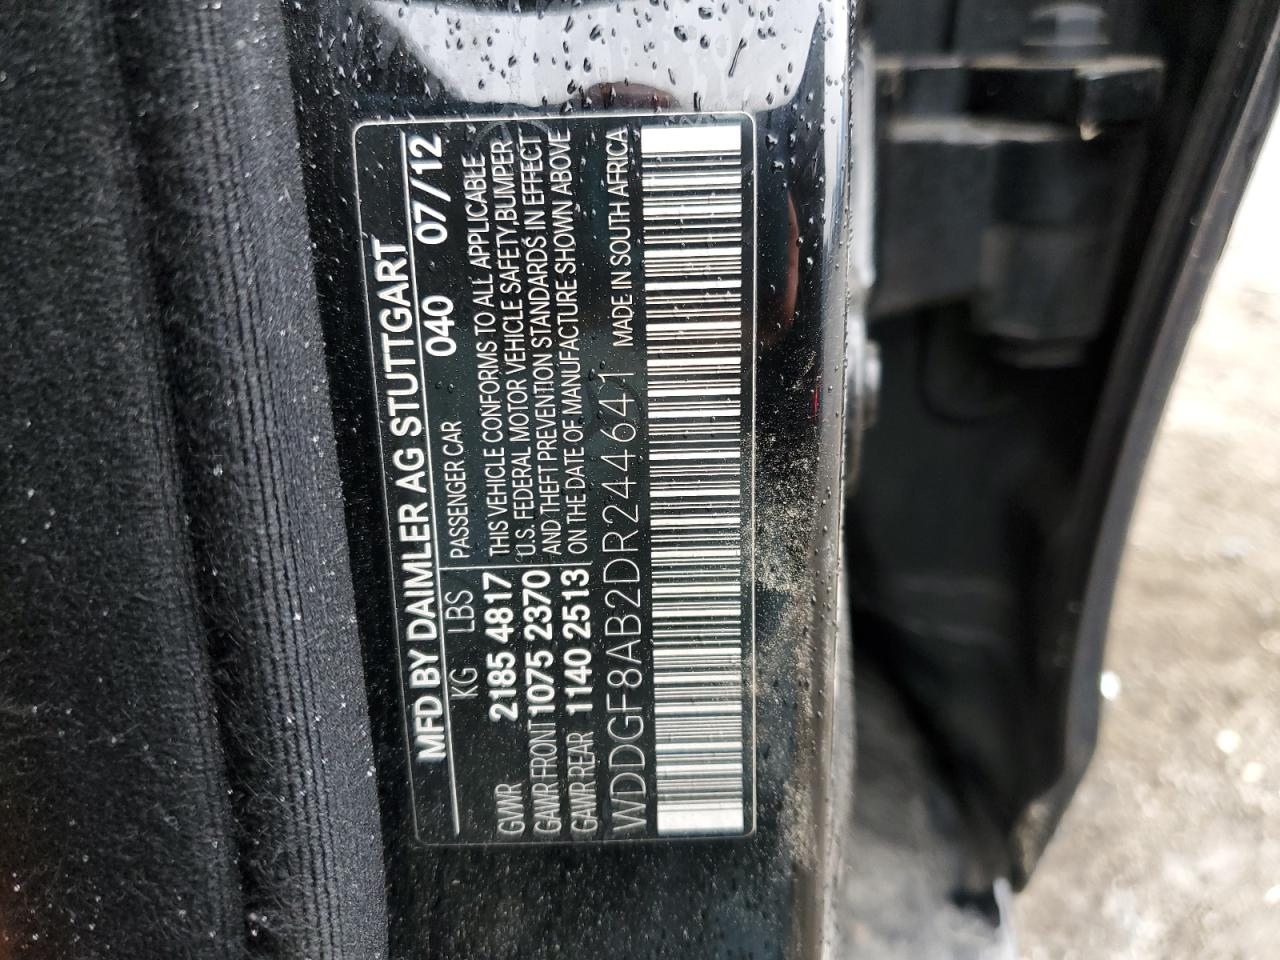 MFD BY DAIMLER AG STUTTGART
040 07/12
KG LBS PASSENGER CAR
GVWR 2185 4817 THIS VEHICLE CONFORMS TO ALL APPLICABLE
GAWR FRONT 1075 2370 U.S. FEDERAL MOTOR VEHICLE SAFETY,BUMPER
AND THEFT PREVENTION STANDARDS IN EFFECT
GAWR REAR 1140 2513 ON THE DATE OF MANUFACTURE SHOWN ABOVE
WDDGF8AB2DR244641 MADE IN SOUTH AFRICA